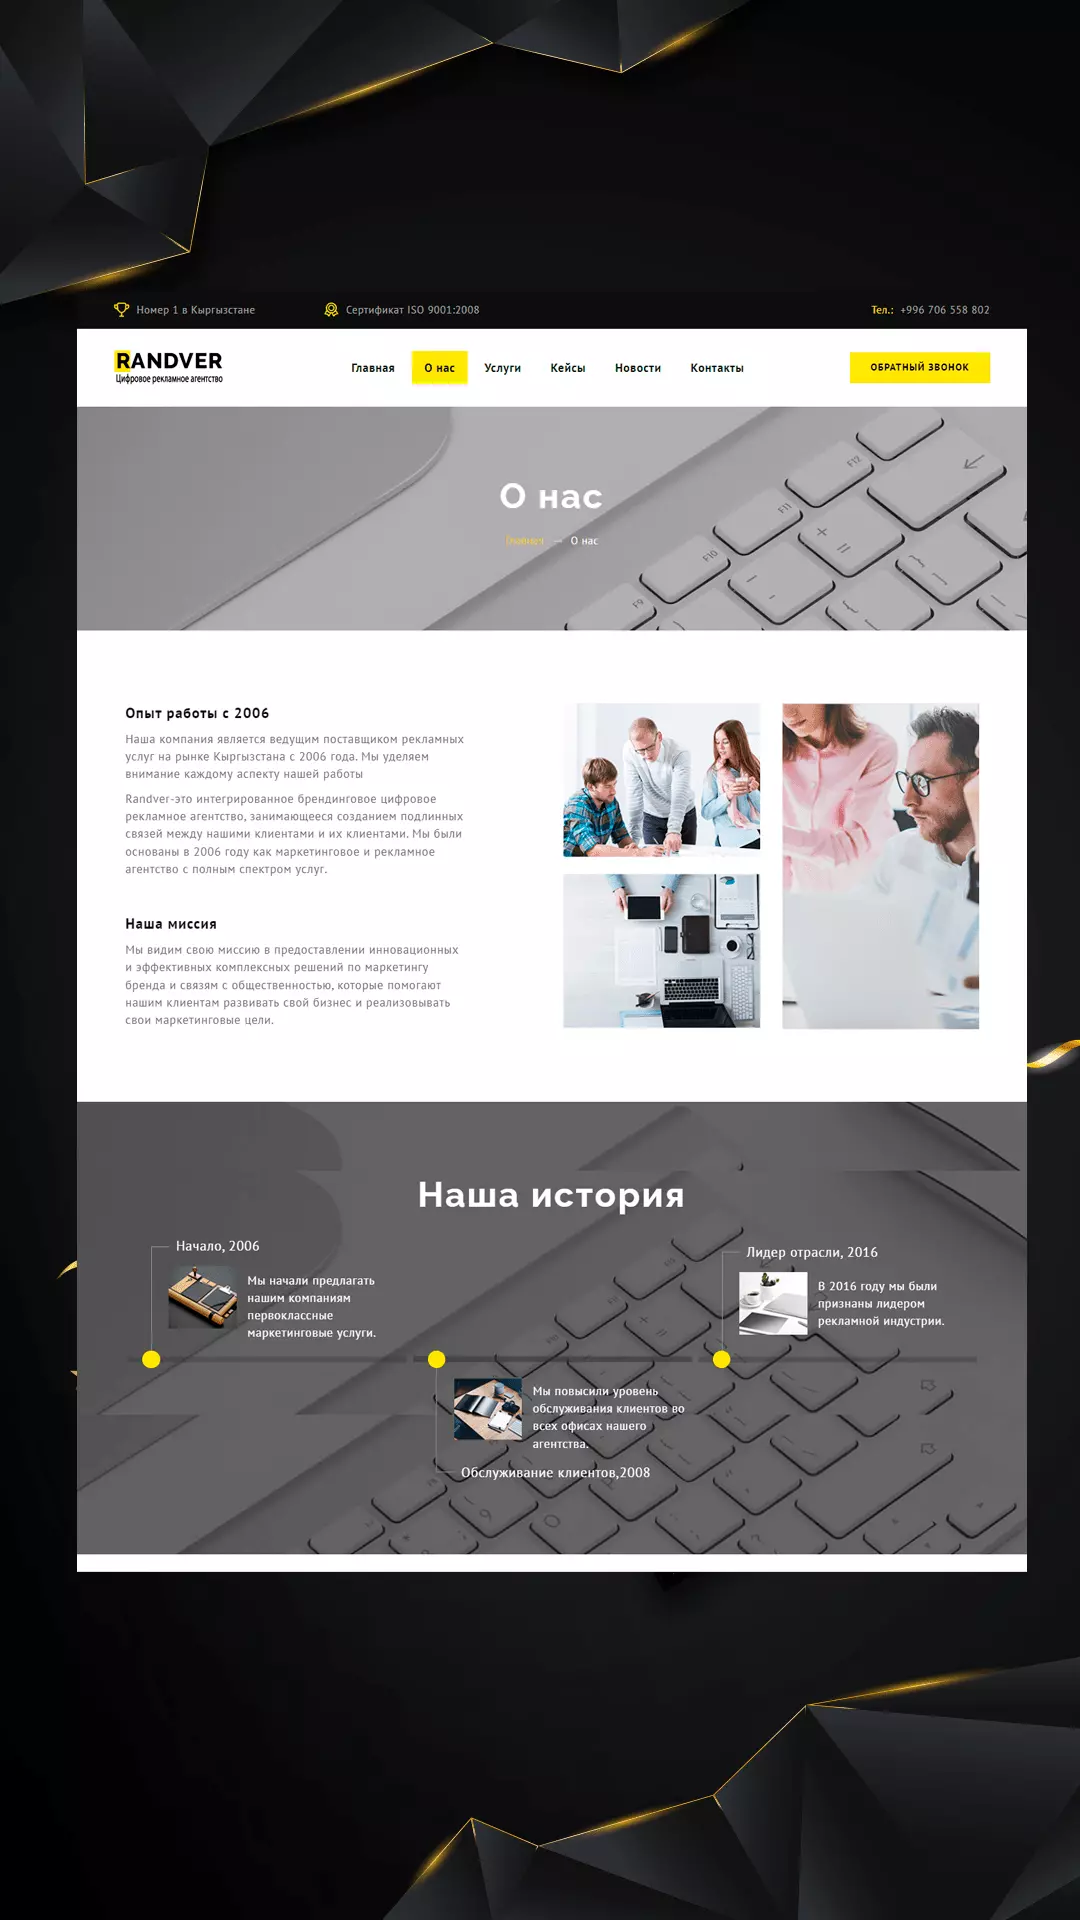 Номер 1 в Кыргызстане
Сертификат ISO 9001:2008
Тел.: +996 706 558 802
RANDVER
Цифровое рекламное агентство
Главная
О нас
Услуги
Кейсы
Новости
Контакты
ОБРАТНЫЙ ЗВОНОК
О нас
Главная — О нас
F12
F11
F10
F9
Опыт работы с 2006
Наша компания является ведущим поставщиком рекламных
услуг на рынке Кыргызстана с 2006 года. Мы уделяем
внимание каждому аспекту нашей работы
Randver-это интегрированное брендинговое цифровое
рекламное агентство, занимающееся созданием подлинных
связей между нашими клиентами и их клиентами. Мы были
основаны в 2006 году как маркетинговое и рекламное
агентство с полным спектром услуг.
Наша миссия
Мы видим свою миссию в предоставлении инновационных
и эффективных комплексных решений по маркетингу
бренда и связям с общественностью, которые помогают
нашим клиентам развивать свой бизнес и реализовывать
свои маркетинговые цели.
Наша история
Начало, 2006
Мы начали предлагать
нашим компаниям
первоклассные
маркетинговые услуги.
Лидер отрасли, 2016
В 2016 году мы были
признаны лидером
рекламной индустрии.
Мы повысили уровень
обслуживания клиентов во
всех офисах нашего
агентства.
Обслуживание клиентов,2008